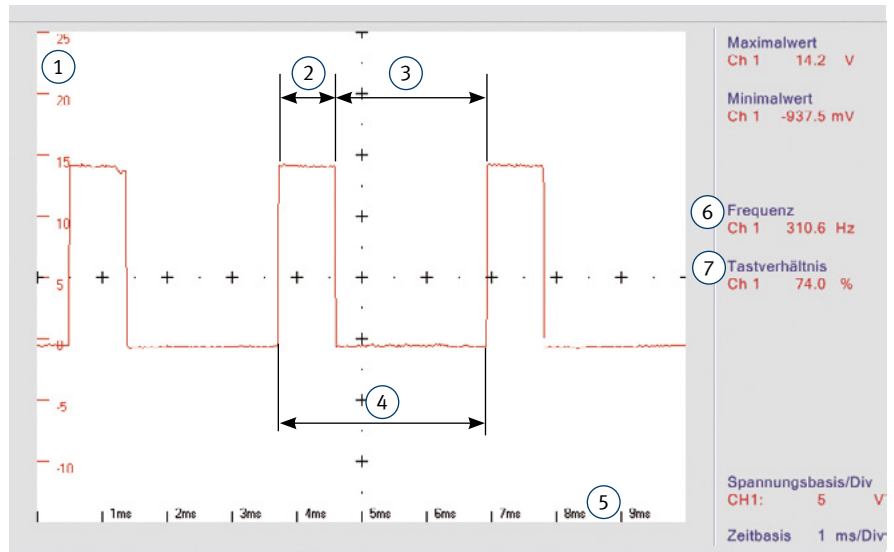 25
1
2
3
20
15
10
5
0
-5
-10
4
5
1ms 2ms 3ms 4ms 5ms 6ms 7ms 8ms 9ms
Maximalwert
Ch 1 14.2 V
Minimalwert
Ch 1 -937.5 mV
6
Frequenz
Ch 1 310.6 Hz
7
Tastverhältnis
Ch 1 74.0 %
Spannungsbasis/Div
CH1: 5 V
Zeitbasis 1 ms/Div